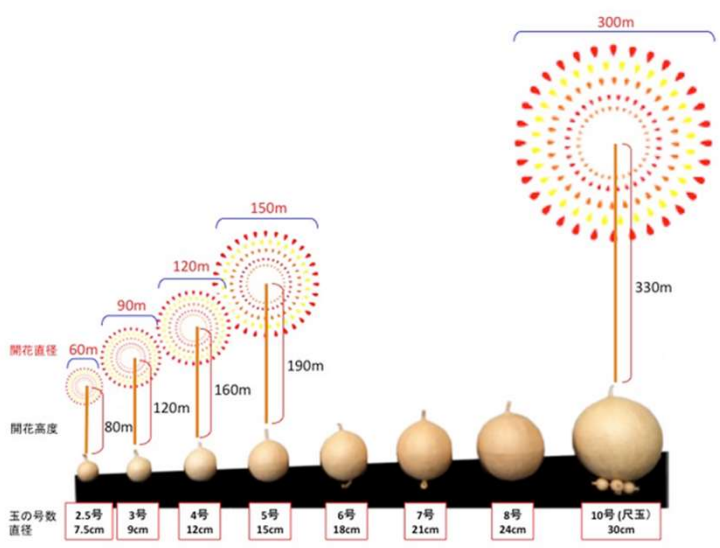 300m
150m
120m
90m
60m
開花直径
330m
190m
160m
120m
80m
開花高度
玉の号数
直径
2.5号
7.5cm
3号
9cm
4号
12cm
5号
15cm
6号
18cm
7号
21cm
8号
24cm
10号 (尺玉)
30cm